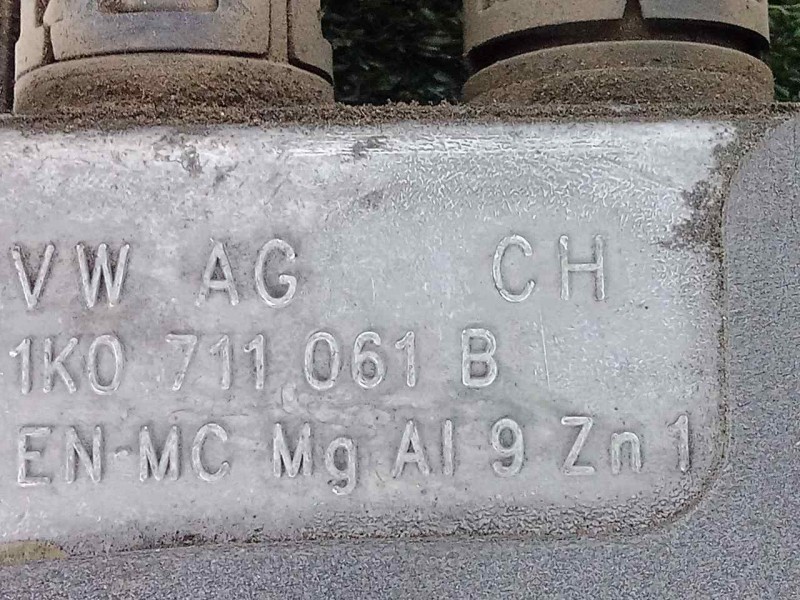 VW AG CH
1K0 711 061 B
EN-MC Mg Al 9 Zn 1